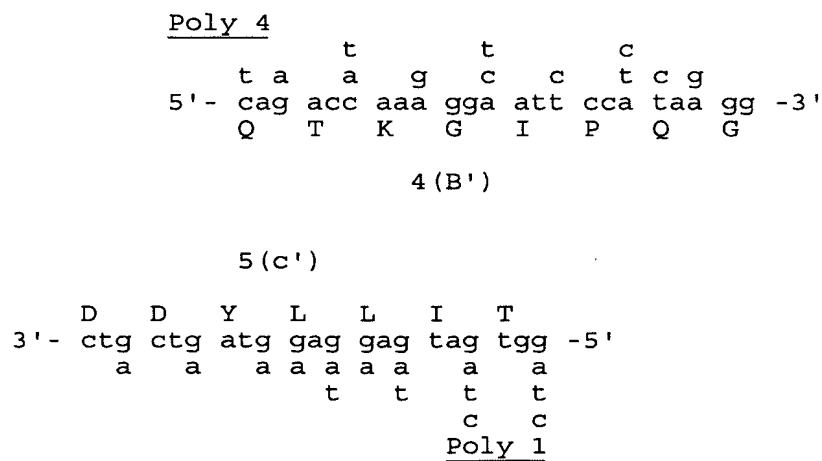 Poly 4
t t c
t a a g c c t c g
5'- cag acc aaa gga att cca taa gg -3'
Q T K G I P Q G
4(B')
5(c')
D D Y L L I T
3'- ctg ctg atg gag gag tag tgg -5'
a a a a a a a a a
t t t t
c c
Poly 1